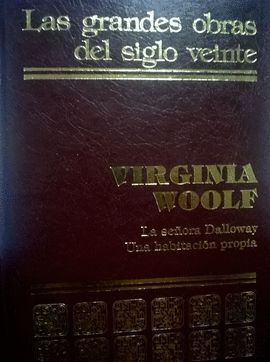 Las grandes obras
del siglo veinte
VIRGINIA
WOOLF
La señora Dalloway
Una habitación propia